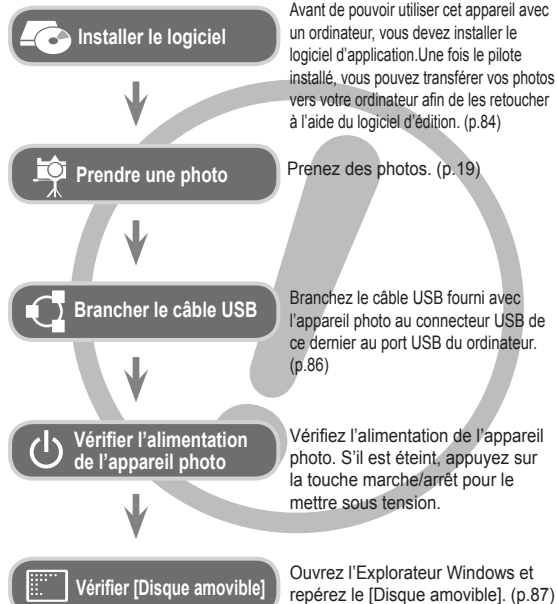 Installer le logiciel
Avant de pouvoir utiliser cet appareil avec
un ordinateur, vous devez installer le
logiciel d'application.Une fois le pilote
installé, vous pouvez transférer vos photos
vers votre ordinateur afin de les retoucher
à l'aide du logiciel d'édition. (p.84)
Prendre une photo
Prenez des photos. (p.19)
Brancher le câble USB
Branchez le câble USB fourni avec
l'appareil photo au connecteur USB de
ce dernier au port USB du ordinateur.
(p.86)
Vérifier l'alimentation
de l'appareil photo
Vérifiez l'alimentation de l'appareil
photo. S'il est éteint, appuyez sur
la touche marche/arrêt pour le
mettre sous tension.
Vérifier [Disque amovible]
Ouvrez l'Explorateur Windows et
repérez le [Disque amovible]. (p.87)